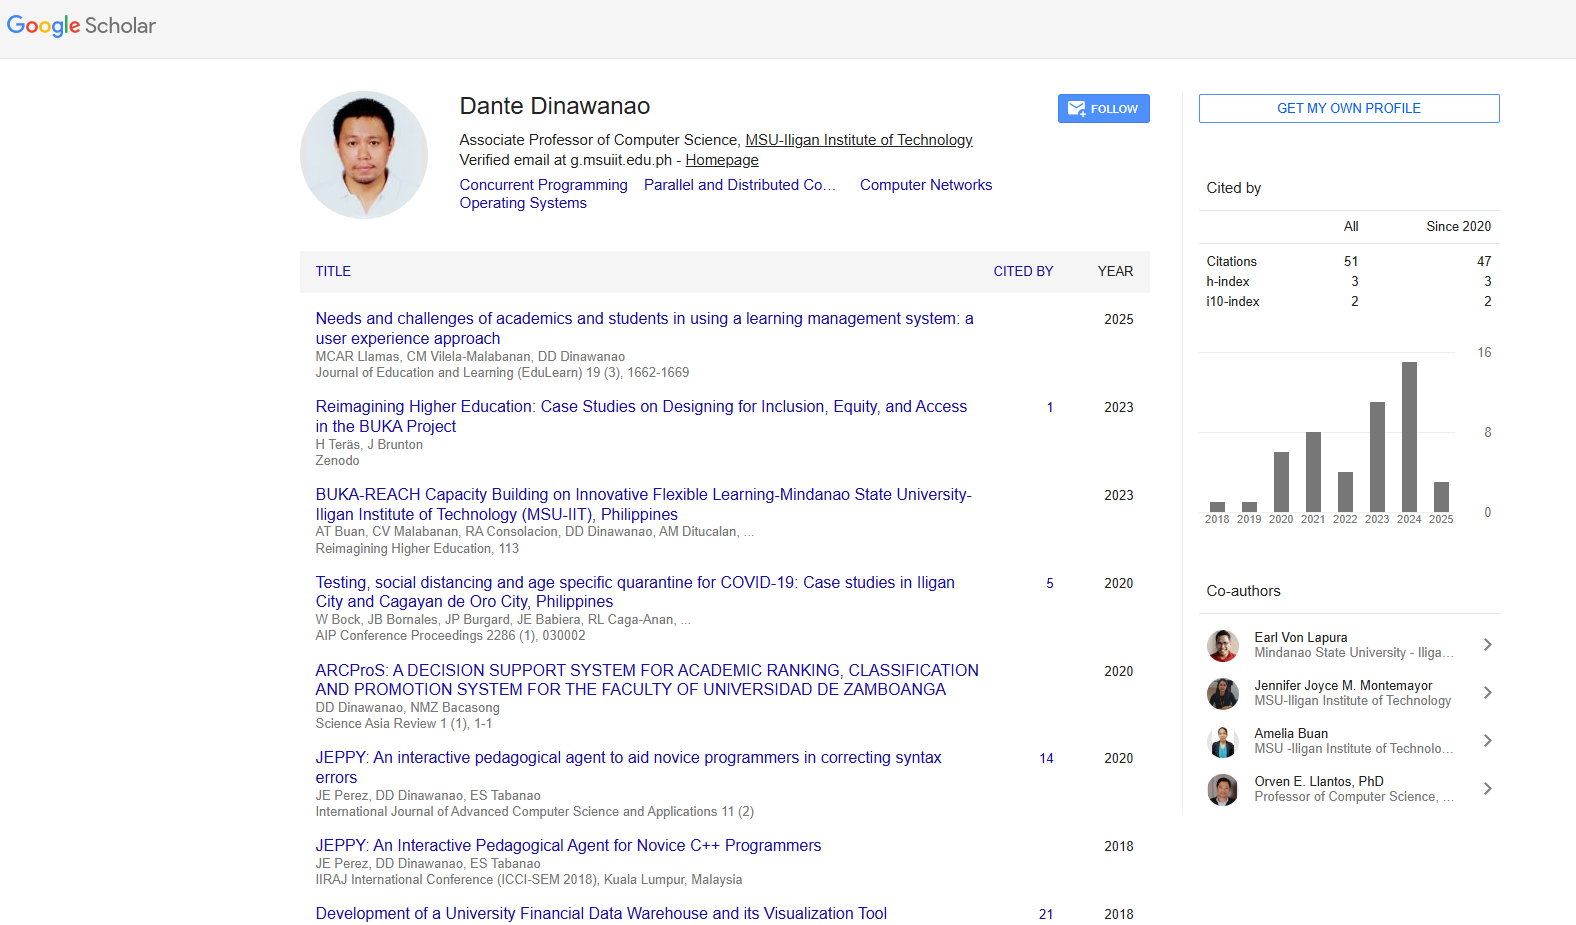 Google Scholar
Dante Dinawanao
FOLLOW
Associate Professor of Computer Science, MSU-Iligan Institute of Technology
Verified email at g.msuiit.edu.ph - Homepage
Concurrent Programming Parallel and Distributed Co… Computer Networks
Operating Systems
TITLE CITED BY YEAR
Needs and challenges of academics and students in using a learning management system: a 2025
user experience approach
MCAR Llamas, CM Vilela-Malabanan, DD Dinawanao
Journal of Education and Learning (EduLearn) 19 (3), 1662-1669
Reimagining Higher Education: Case Studies on Designing for Inclusion, Equity, and Access 1 2023
in the BUKA Project
H Teräs, J Brunton
Zenodo
BUKA-REACH Capacity Building on Innovative Flexible Learning-Mindanao State University- 2023
Iligan Institute of Technology (MSU-IIT), Philippines
AT Buan, CV Malabanan, RA Consolacion, DD Dinawanao, AM Ditucalan, ...
Reimagining Higher Education, 113
Testing, social distancing and age specific quarantine for COVID-19: Case studies in Iligan 5 2020
City and Cagayan de Oro City, Philippines
W Bock, JB Bornales, JP Burgard, JE Babiera, RL Caga-Anan, ...
AIP Conference Proceedings 2286 (1), 030002
ARCProS: A DECISION SUPPORT SYSTEM FOR ACADEMIC RANKING, CLASSIFICATION 2020
AND PROMOTION SYSTEM FOR THE FACULTY OF UNIVERSIDAD DE ZAMBOANGA
DD Dinawanao, NMZ Bacasong
Science Asia Review 1 (1), 1-1
JEPPY: An interactive pedagogical agent to aid novice programmers in correcting syntax 14 2020
errors
JE Perez, DD Dinawanao, ES Tabanao
International Journal of Advanced Computer Science and Applications 11 (2)
JEPPY: An Interactive Pedagogical Agent for Novice C++ Programmers 2018
JE Perez, DD Dinawanao, ES Tabanao
IIRAJ International Conference (ICCI-SEM 2018), Kuala Lumpur, Malaysia
Development of a University Financial Data Warehouse and its Visualization Tool 21 2018
GET MY OWN PROFILE
Cited by
All Since 2020
Citations 51 47
h-index 3 3
i10-index 2 2
16
8
0
2018 2019 2020 2021 2022 2023 2024 2025
Co-authors
Earl Von Lapura
Mindanao State University - Iliga…
Jennifer Joyce M. Montemayor
MSU-Iligan Institute of Technology
Amelia Buan
MSU -Iligan Institute of Technolo…
Orven E. Llantos, PhD
Professor of Computer Science, …